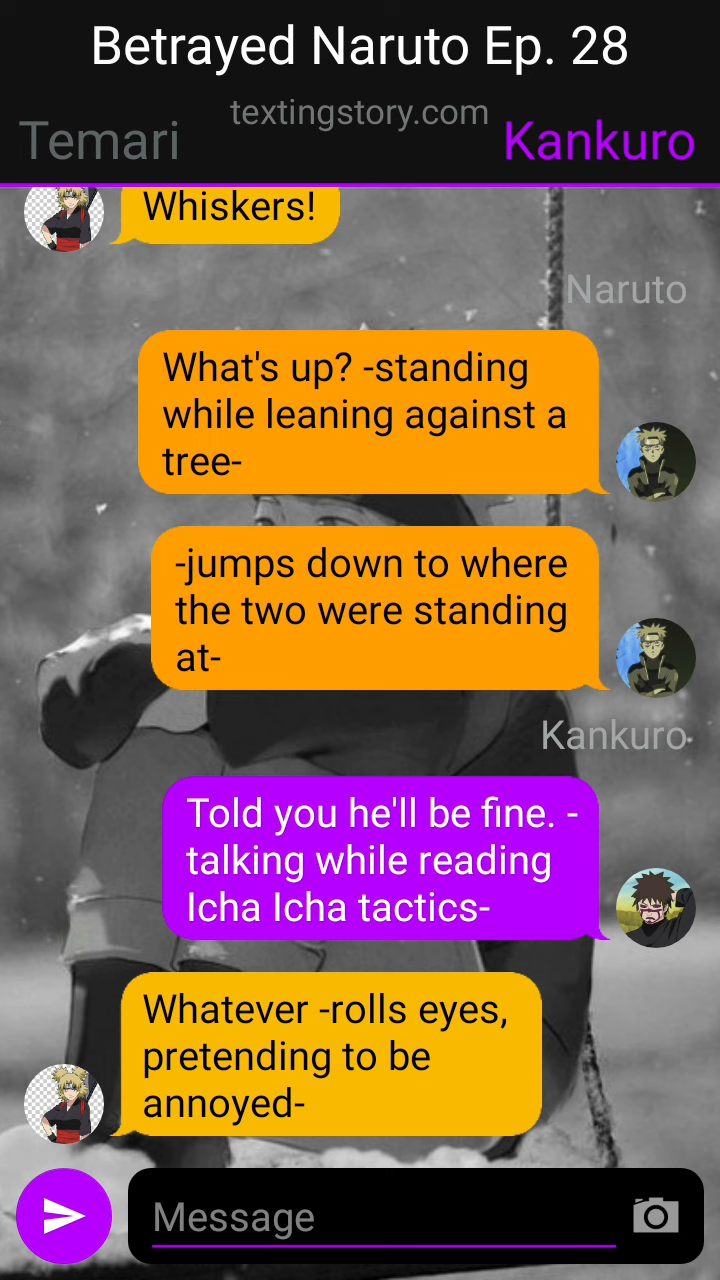 Betrayed Naruto Ep. 28
textingstory.com
Temari
Kankuro
Whiskers!
Naruto
What's up? -standing
while leaning against a
tree-
-jumps down to where
the two were standing
at-
Kankuro
Told you he'll be fine. -
talking while reading
Icha Icha tactics-
Whatever -rolls eyes,
pretending to be
annoyed-
Message